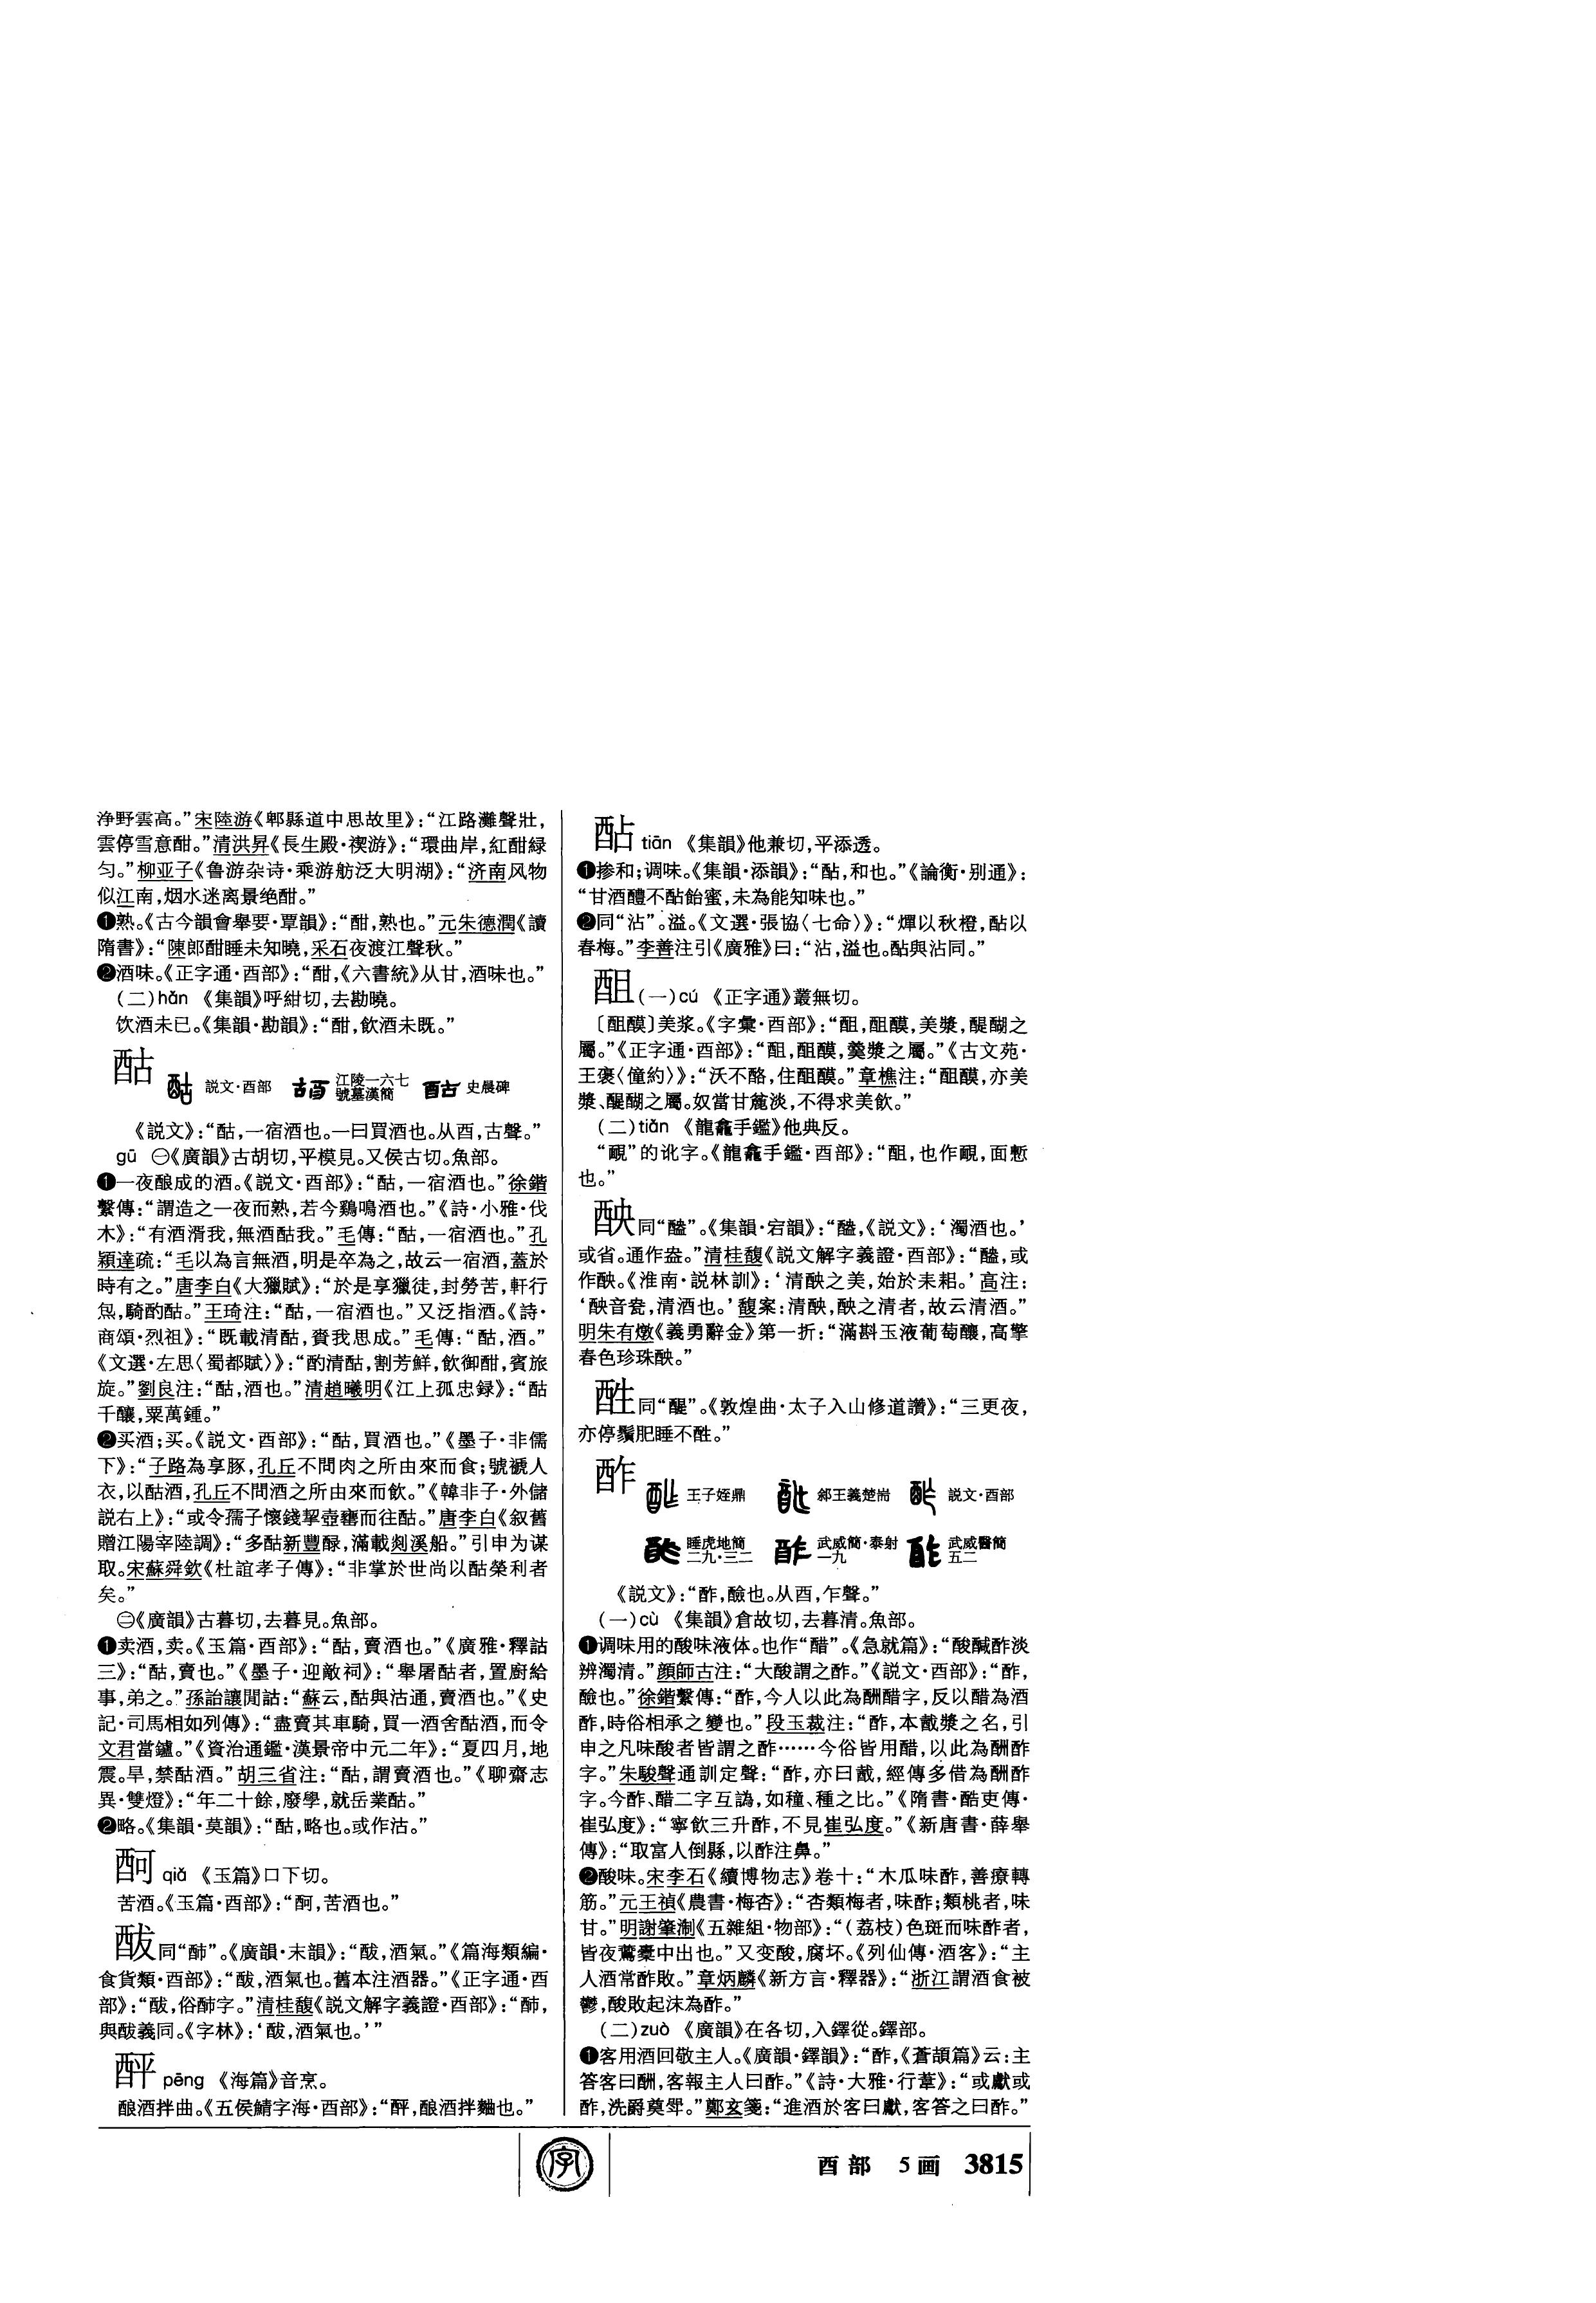 浄野雲高。”宋陸游《郫縣道中思故里》：“江路灘聲壯，
雲停雪意酣。”清洪昇《長生殿·禊游》：“環曲岸，紅酣緑
匀。”柳亚子《鲁游杂诗·乘游舫泛大明湖》：“济南风物
似江南，烟水迷离景绝酣。”
❶熟。《古今韻會舉要·覃韻》：“酣，熟也。”元朱德潤《讀
隋書》：“陳郎酣睡未知曉，采石夜渡江聲秋。”
❷酒味。《正字通·酉部》：“酣，《六書統》从甘，酒味也。”
（二）hǎn 《集韻》呼紺切，去勘曉。
饮酒未已。《集韻·勘韻》：“酣，飲酒未既。”
酤 説文·酉部 江陵一六七號墓漢簡 史晨碑
《説文》：“酤，一宿酒也。一曰買酒也。从酉，古聲。”
gū ㊀《廣韻》古胡切，平模見。又侯古切。魚部。
❶一夜酿成的酒。《説文·酉部》：“酤，一宿酒也。”徐鍇
繫傳：“謂造之一夜而熟，若今鷄鳴酒也。”《詩·小雅·伐
木》：“有酒湑我，無酒酤我。”毛傳：“酤，一宿酒也。”孔
穎達疏：“毛以為言無酒，明是卒為之，故云一宿酒，蓋於
時有之。”唐李白《大獵賦》：“於是享獵徒，封勞苦，軒行
炰，騎酌酤。”王琦注：“酤，一宿酒也。”又泛指酒。《詩·
商頌·烈祖》：“既載清酤，賚我思成。”毛傳：“酤，酒。”
《文選·左思〈蜀都賦〉》：“酌清酤，割芳鮮，飲御酣，賓旅
旋。”劉良注：“酤，酒也。”清趙曦明《江上孤忠録》：“酤
千釀，粟萬鍾。”
❷买酒；买。《説文·酉部》：“酤，買酒也。”《墨子·非儒
下》：“子路為享豚，孔丘不問肉之所由來而食；號褫人
衣，以酤酒，孔丘不問酒之所由來而飲。”《韓非子·外儲
説右上》：“或令孺子懷錢挈壺罋而往酤。”唐李白《叙舊
贈江陽宰陸調》：“多酤新豐醁，滿載剡溪船。”引申为谋
取。宋蘇舜欽《杜誼孝子傳》：“非掌於世尚以酤榮利者
矣。”
㊁《廣韻》古暮切，去暮見。魚部。
❶卖酒，卖。《玉篇·酉部》：“酤，賣酒也。”《廣雅·釋詁
三》：“酤，賣也。”《墨子·迎敵祠》：“舉屠酤者，置廚給
事，弟之。”孫詒讓閒詁：“蘇云，酤與沽通，賣酒也。”《史
記·司馬相如列傳》：“盡賣其車騎，買一酒舍酤酒，而令
文君當鑪。”《資治通鑑·漢景帝中元二年》：“夏四月，地
震。旱，禁酤酒。”胡三省注：“酤，謂賣酒也。”《聊齋志
異·雙燈》：“年二十餘，廢學，就岳業酤。”
❷略。《集韻·莫韻》：“酤，略也。或作沽。”
酠 qiǎ 《玉篇》口下切。
苦酒。《玉篇·酉部》：“酠，苦酒也。”
酦同“䣧”。《廣韻·末韻》：“䣮，酒氣。”《篇海類編·
食貨類·酉部》：“䣮，酒氣也。舊本注酒器。”《正字通·酉
部》：“䣮，俗䣧字。”清桂馥《説文解字義證·酉部》：“䣧，
與䣮義同。《字林》：‘䣮，酒氣也。’”
䣙 pēng 《海篇》音烹。
酿酒拌曲。《五侯鯖字海·酉部》：“䣙，酿酒拌麯也。”
酟 tiān 《集韻》他兼切，平添透。
❶掺和；调味。《集韻·添韻》：“酟，和也。”《論衡·别通》：
“甘酒醴不酟飴蜜，未為能知味也。”
❷同“沾”。溢。《文選·張協〈七命〉》：“燀以秋橙，酟以
春梅。”李善注引《廣雅》曰：“沾，溢也。酟與沾同。”
䣯（一）cú 《正字通》叢無切。
〔䣯醭〕美浆。《字彙·酉部》：“䣯，䣯醭，美漿，醍醐之
屬。”《正字通·酉部》：“䣯，䣯醭，羹漿之屬。”《古文苑·
王褒〈僮約〉》：“沃不酪，住䣯醭。”章樵注：“䣯醭，亦美
漿、醍醐之屬。奴當甘麄淡，不得求美飲。”
（二）tiǎn 《龍龕手鑑》他典反。
“靦”的讹字。《龍龕手鑑·酉部》：“䣯，也作靦，面慙
也。”
䣊同“醠”。《集韻·宕韻》：“醠，《説文》：‘濁酒也。’
或省。通作盎。”清桂馥《説文解字義證·酉部》：“醠，或
作䣊。《淮南·説林訓》：‘清䣊之美，始於未耜。’高注：
‘䣊音瓮，清酒也。’馥案：清䣊，䣊之清者，故云清酒。”
明朱有燉《義勇辭金》第一折：“滿斟玉液葡萄釀，高擎
春色珍珠䣊。”
甡同“醒”。《敦煌曲·太子入山修道讚》：“三更夜，
亦停鬚肥睡不䣔。”
酢 王子姪鼎 䣄王義楚耑 説文·酉部
睡虎地簡二九·三二 武威簡·泰射一九 武威醫簡五二
《説文》：“酢，醶也。从酉，乍聲。”
（一）cù 《集韻》倉故切，去暮清。魚部。
❶调味用的酸味液体。也作“醋”。《急就篇》：“酸鹹酢淡
辨濁清。”顔師古注：“大酸謂之酢。”《説文·酉部》：“酢，
醶也。”徐鍇繫傳：“酢，今人以此為酬醋字，反以醋為酒
酢，時俗相承之變也。”段玉裁注：“酢，本酨漿之名，引
申之凡味酸者皆謂之酢……今俗皆用醋，以此為酬酢
字。”朱駿聲通訓定聲：“酢，亦曰酨，經傳多借為酬酢
字。今酢、醋二字互譌，如穜、種之比。”《隋書·酷吏傳·
崔弘度》：“寧飲三升酢，不見崔弘度。”《新唐書·薛舉
傳》：“取富人倒縣，以酢注鼻。”
❷酸味。宋李石《續博物志》卷十：“木瓜味酢，善療轉
筋。”元王禎《農書·梅杏》：“杏類梅者，味酢；類桃者，味
甘。”明謝肇淛《五雜組·物部》：“（荔枝）色斑而味酢者，
皆夜鶯橐中出也。”又变酸，腐坏。《列仙傳·酒客》：“主
人酒常酢敗。”章炳麟《新方言·釋器》：“浙江謂酒食被
鬱，酸敗起沫為酢。”
（二）zuò 《廣韻》在各切，入鐸從。鐸部。
❶客用酒回敬主人。《廣韻·鐸韻》：“酢，《蒼頡篇》云：主
答客曰酬，客報主人曰酢。”《詩·大雅·行葦》：“或獻或
酢，洗爵奠斝。”鄭玄箋：“進酒於客曰獻，客答之曰酢。”
字
酉部 5画 3815